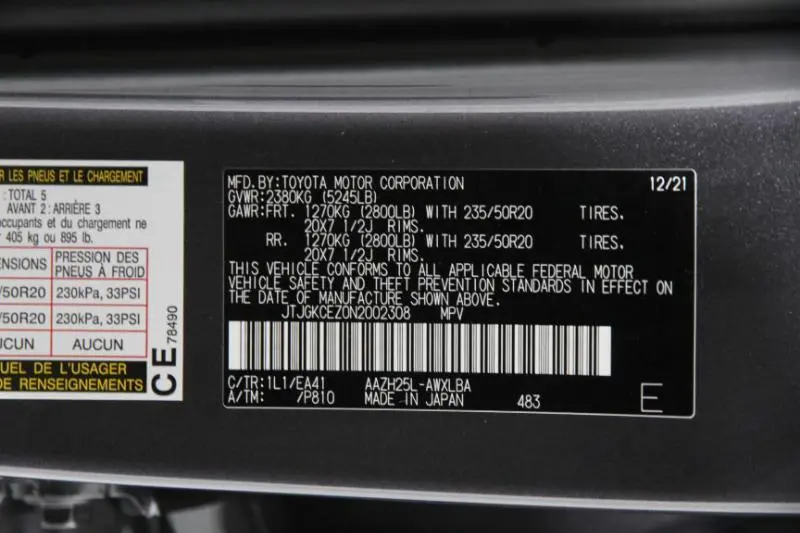 R LES PNEUS ET LE CHARGEMENT
: TOTAL 5
AVANT 2 : ARRIÈRE 3
occupants et du chargement ne
405 kg ou 895 lb.
ENSIONS PRESSION DES PNEUS À FROID
/50R20 230kPa, 33PSI
/50R20 230kPa, 33PSI
AUCUN AUCUN
UEL DE L'USAGER
DE RENSEIGNEMENTS
CE 78490
MFD.BY:TOYOTA MOTOR CORPORATION 12/21
GVWR:2380KG (5245LB)
GAWR:FRT. 1270KG (2800LB) WITH 235/50R20 TIRES.
20X7 1/2J RIMS.
RR. 1270KG (2800LB) WITH 235/50R20 TIRES.
20X7 1/2J RIMS.
THIS VEHICLE CONFORMS TO ALL APPLICABLE FEDERAL MOTOR
VEHICLE SAFETY AND THEFT PREVENTION STANDARDS IN EFFECT ON
THE DATE OF MANUFACTURE SHOWN ABOVE.
JTJGKCEZ0N2002308 MPV
C/TR:1L1/EA41 AAZH25L-AWXLBA
A/TM: /P810 MADE IN JAPAN 483 E